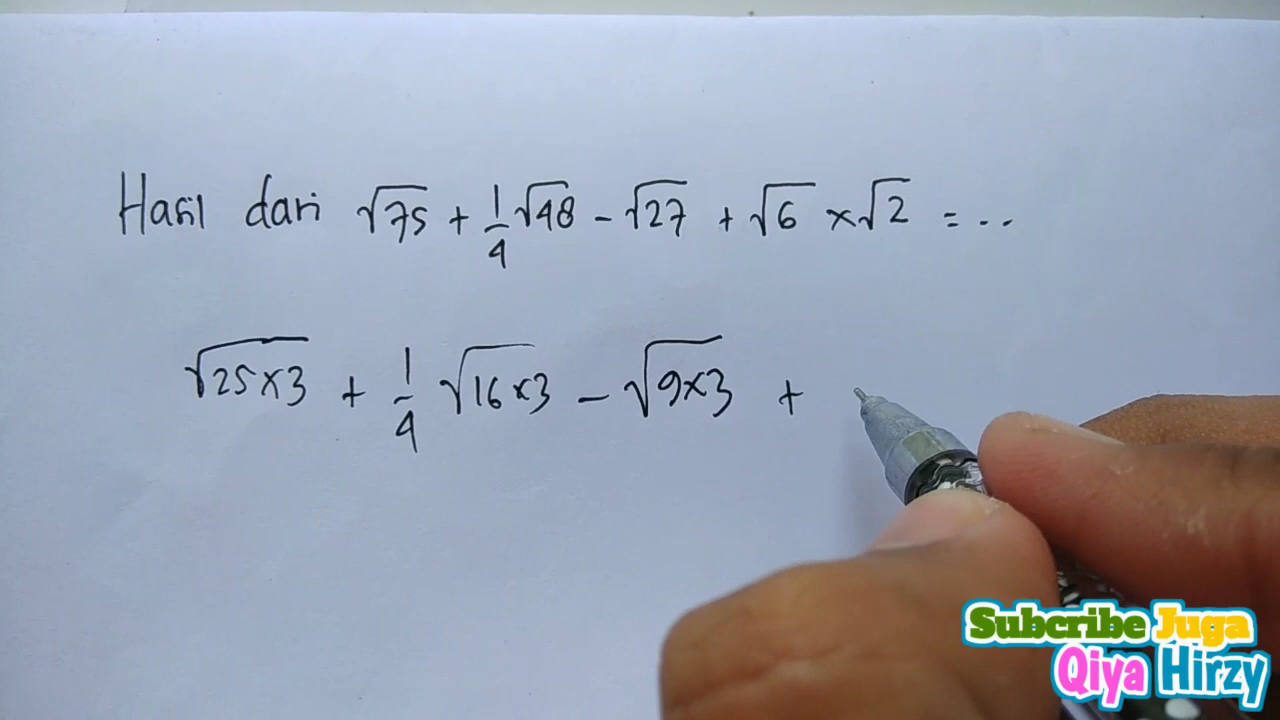 Hasil dari √75 + 1/4 √48 - √27 + √6 × √2 = ...
√25×3 + 1/4 √16×3 - √9×3 +
Subcribe Juga
Qiya Hirzy